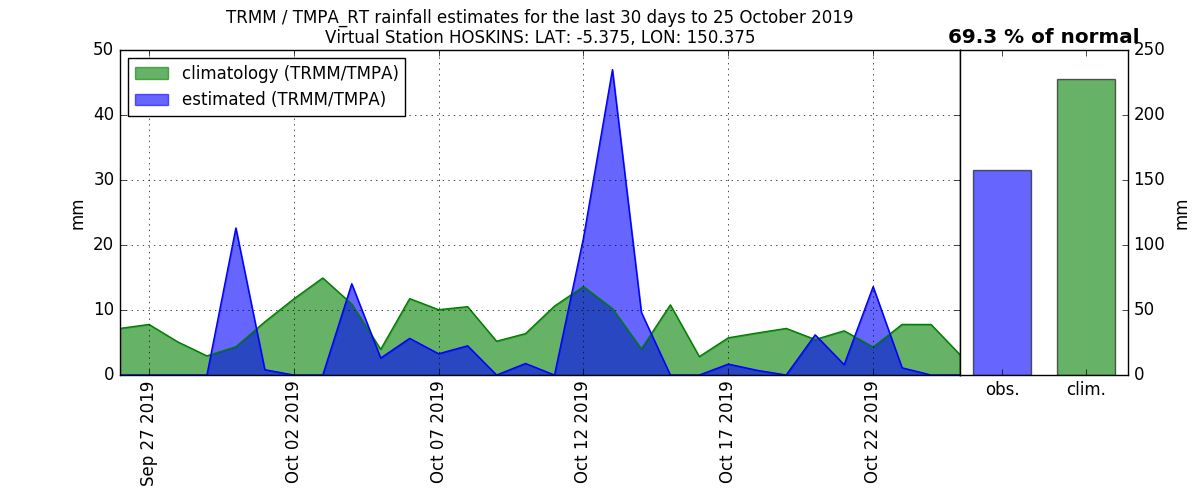 TRMM / TMPA_RT rainfall estimates for the last 30 days to 25 October 2019
Virtual Station HOSKINS: LAT: -5.375, LON: 150.375
69.3 % of normal
climatology (TRMM/TMPA)
estimated (TRMM/TMPA)
50
40
30
20
10
0
mm
Sep 27 2019
Oct 02 2019
Oct 07 2019
Oct 12 2019
Oct 17 2019
Oct 22 2019
250
200
150
100
50
0
mm
obs.
clim.